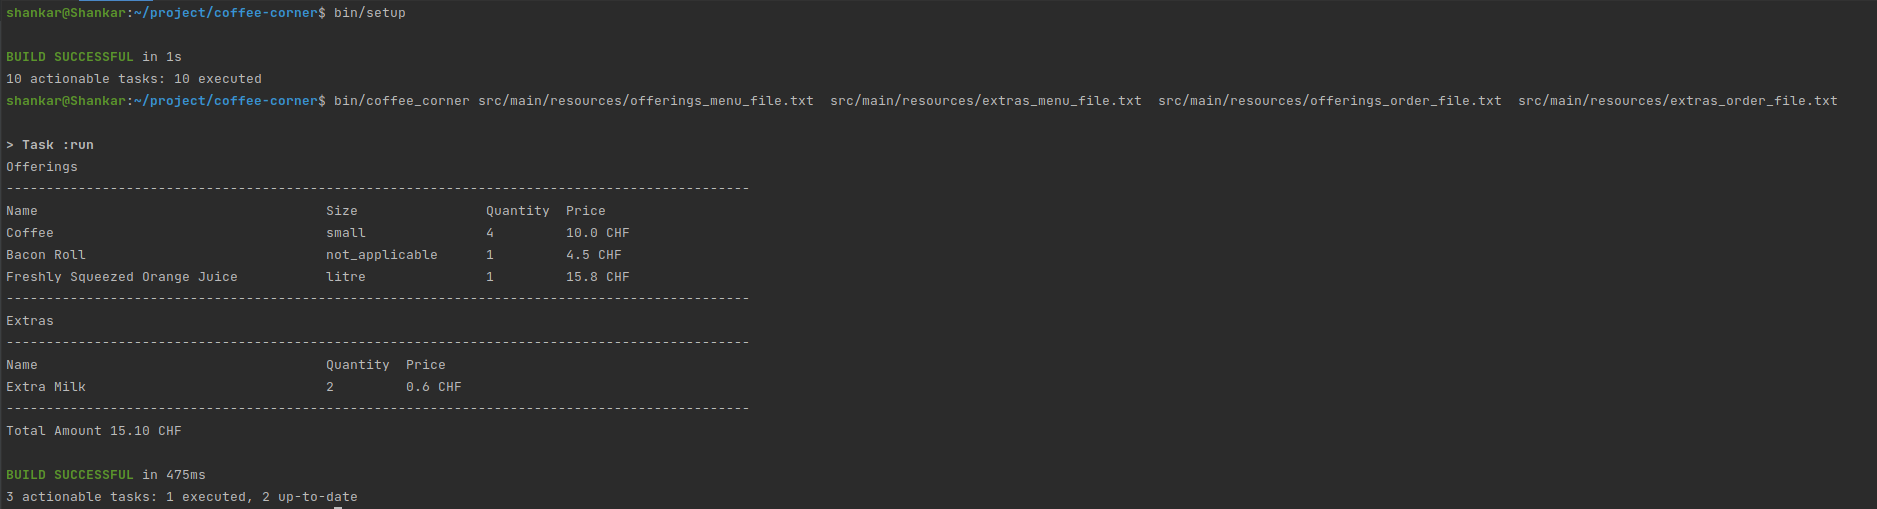 shankar@Shankar:~/project/coffee-corner$ bin/setup
BUILD SUCCESSFUL in 1s
10 actionable tasks: 10 executed
shankar@Shankar:~/project/coffee-corner$ bin/coffee_corner src/main/resources/offerings_menu_file.txt  src/main/resources/extras_menu_file.txt  src/main/resources/offerings_order_file.txt  src/main/resources/extras_order_file.txt
> Task :run
Offerings
---------------------------------------------------------------------------------------------
Name                                    Size                Quantity  Price
Coffee                                  small               4         10.0 CHF
Bacon Roll                              not_applicable      1         4.5 CHF
Freshly Squeezed Orange Juice           litre               1         15.8 CHF
---------------------------------------------------------------------------------------------
Extras
---------------------------------------------------------------------------------------------
Name                                    Quantity  Price
Extra Milk                              2         0.6 CHF
---------------------------------------------------------------------------------------------
Total Amount 15.10 CHF
BUILD SUCCESSFUL in 475ms
3 actionable tasks: 1 executed, 2 up-to-date